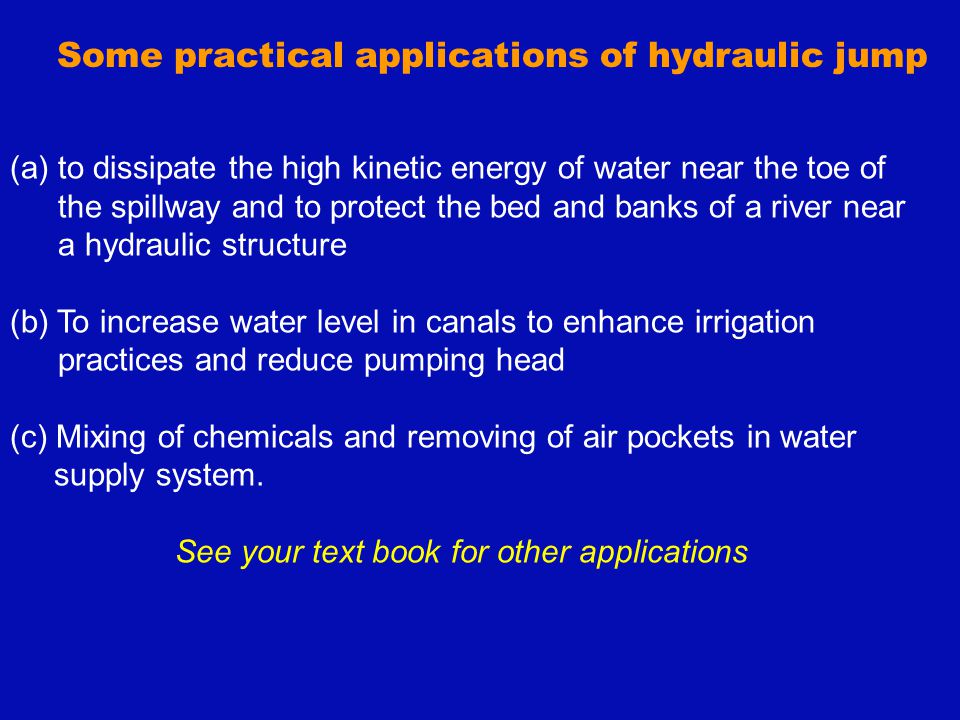 Some practical applications of hydraulic jump
(a) to dissipate the high kinetic energy of water near the toe of
the spillway and to protect the bed and banks of a river near
a hydraulic structure
(b) To increase water level in canals to enhance irrigation
practices and reduce pumping head
(c) Mixing of chemicals and removing of air pockets in water
supply system.
See your text book for other applications